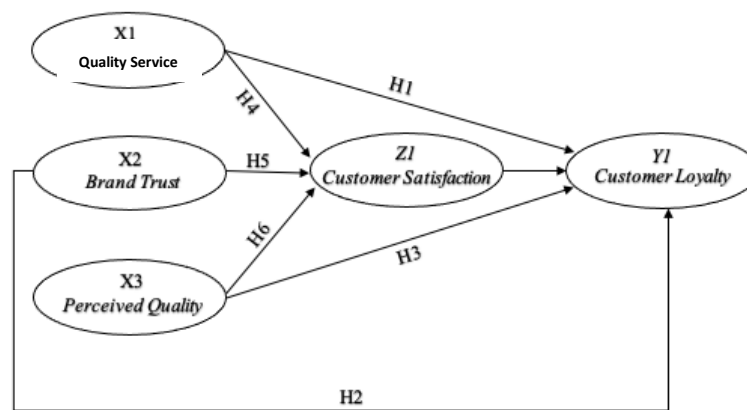 X1
Quality Service
H1
H4
X2
Brand Trust
H5
Z1
Customer Satisfaction
Y1
Customer Loyalty
H6
H3
X3
Perceived Quality
H2